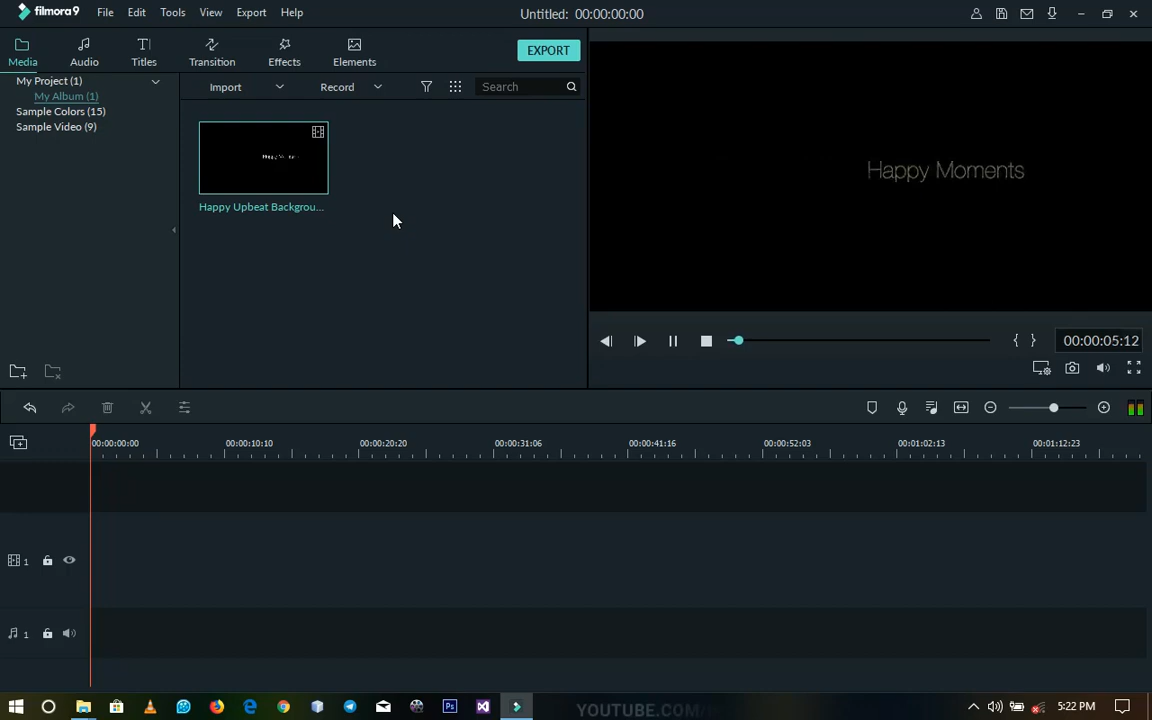 filmora9 File Edit Tools View Export Help Untitled: 00:00:00:00
Media Audio Titles Transition Effects Elements EXPORT
My Project (1)
My Album (1)
Sample Colors (15)
Sample Video (9)
Import Record Search
Happy Upbeat Backgrou...
Happy Moments
00:00:05:12
00:00:00:00 00:00:10:10 00:00:20:20 00:00:31:06 00:00:41:16 00:00:52:03 00:01:02:13 00:01:12:23
1
1
YOUTUBE.COM/
5:22 PM